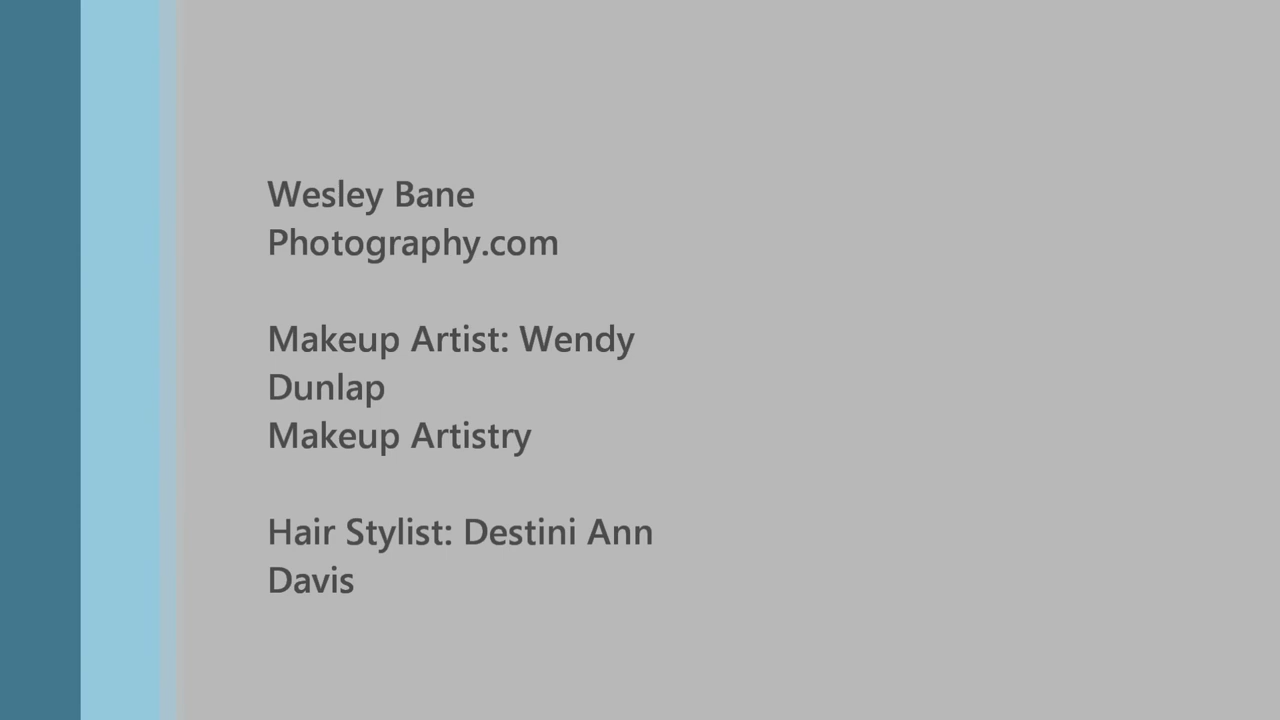 Wesley Bane
Photography.com
Makeup Artist: Wendy
Dunlap
Makeup Artistry
Hair Stylist: Destini Ann
Davis